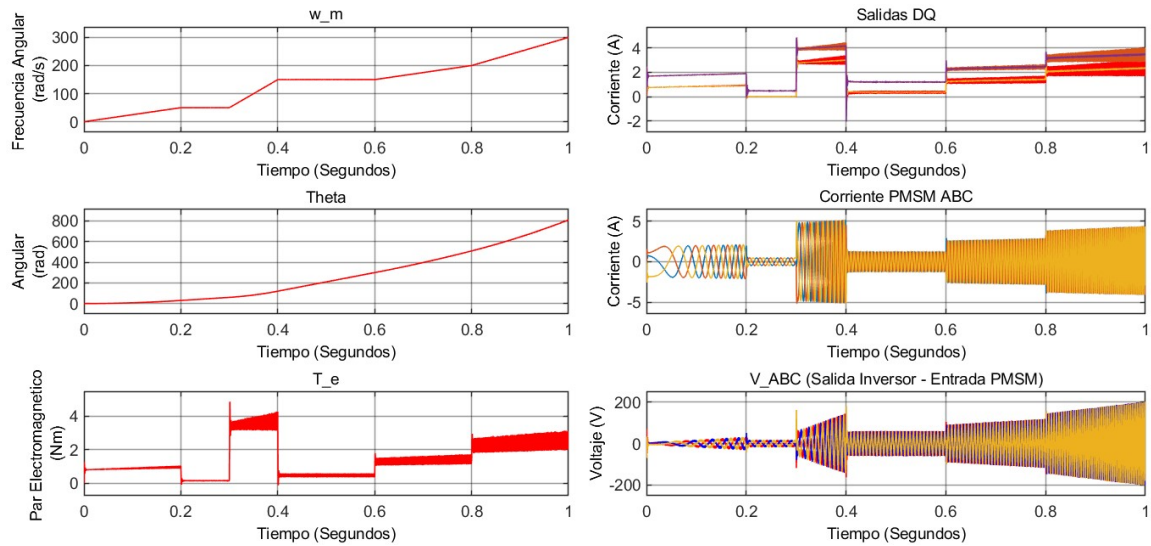 w_m
Frecuencia Angular
(rad/s)
300
200
100
0
0 0.2 0.4 0.6 0.8 1
Tiempo (Segundos)
Salidas DQ
Corriente (A)
4
2
0
-2
0 0.2 0.4 0.6 0.8 1
Tiempo (Segundos)
Theta
Angular
(rad)
800
600
400
200
0
0 0.2 0.4 0.6 0.8 1
Tiempo (Segundos)
Corriente PMSM ABC
Corriente (A)
5
0
-5
0 0.2 0.4 0.6 0.8 1
Tiempo (Segundos)
T_e
Par Electromagnetico
(Nm)
4
2
0
0 0.2 0.4 0.6 0.8 1
Tiempo (Segundos)
V_ABC (Salida Inversor - Entrada PMSM)
Voltaje (V)
200
0
-200
0 0.2 0.4 0.6 0.8 1
Tiempo (Segundos)